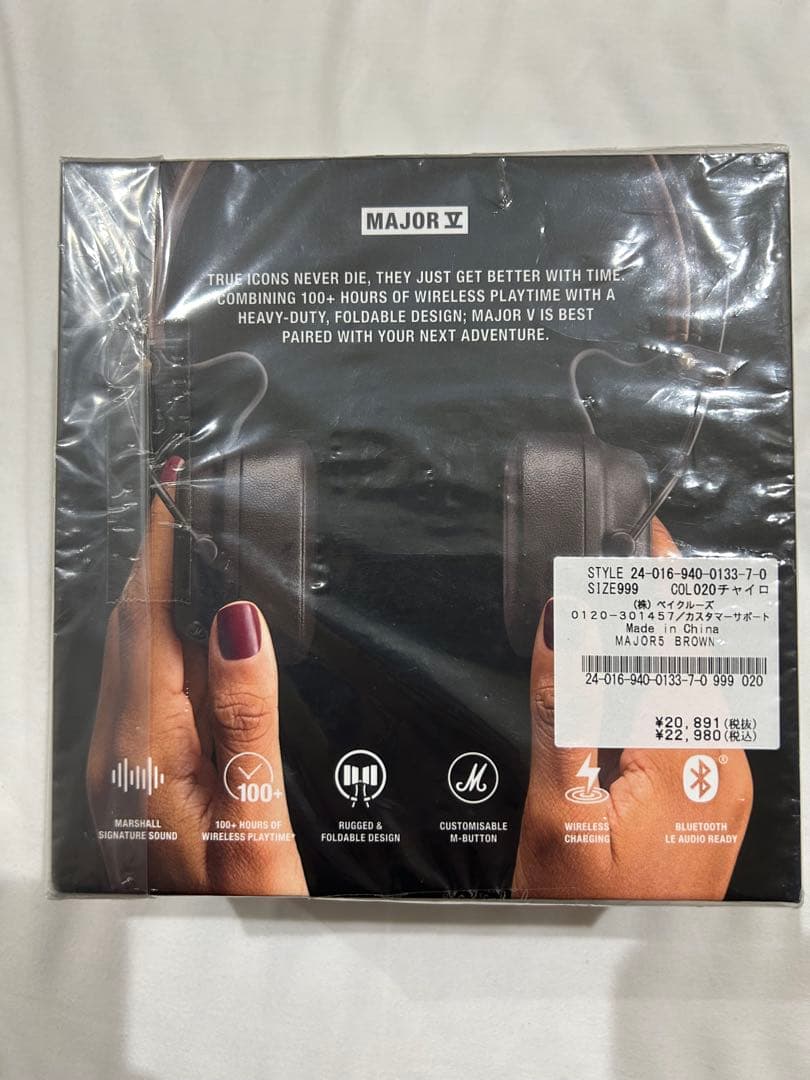 MAJOR V
TRUE ICONS NEVER DIE, THEY JUST GET BETTER WITH TIME.
COMBINING 100+ HOURS OF WIRELESS PLAYTIME WITH A
HEAVY-DUTY, FOLDABLE DESIGN; MAJOR V IS BEST
PAIRED WITH YOUR NEXT ADVENTURE.
STYLE 24-016-940-0133-7-0
SIZE999 COL020チャイロ
(株)ベイクルーズ
0120-301457/カスタマーサポート
Made in China
MAJOR5 BROWN
24-016-940-0133-7-0 999 020
¥20,891(税抜)
¥22,980(税込)
100+
M
®
MARSHALL
SIGNATURE SOUND
100+ HOURS OF
WIRELESS PLAYTIME*
RUGGED &
FOLDABLE DESIGN
CUSTOMISABLE
M-BUTTON
WIRELESS
CHARGING
BLUETOOTH
LE AUDIO READY